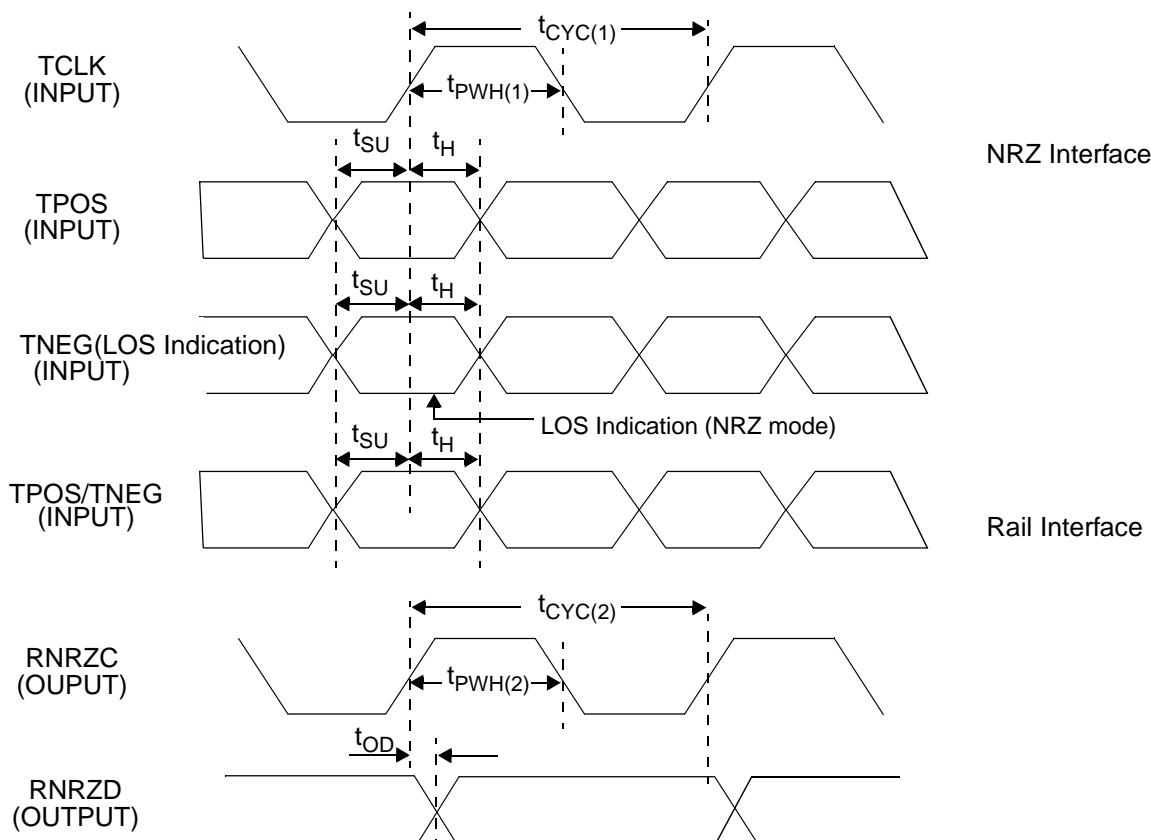 tCYC(1)
TCLK
(INPUT)
tPWH(1)
tSU
tH
NRZ Interface
TPOS
(INPUT)
tSU
tH
TNEG(LOS Indication)
(INPUT)
LOS Indication (NRZ mode)
tSU
tH
TPOS/TNEG
(INPUT)
Rail Interface
tCYC(2)
RNRZC
(OUPUT)
tPWH(2)
tOD
RNRZD
(OUTPUT)